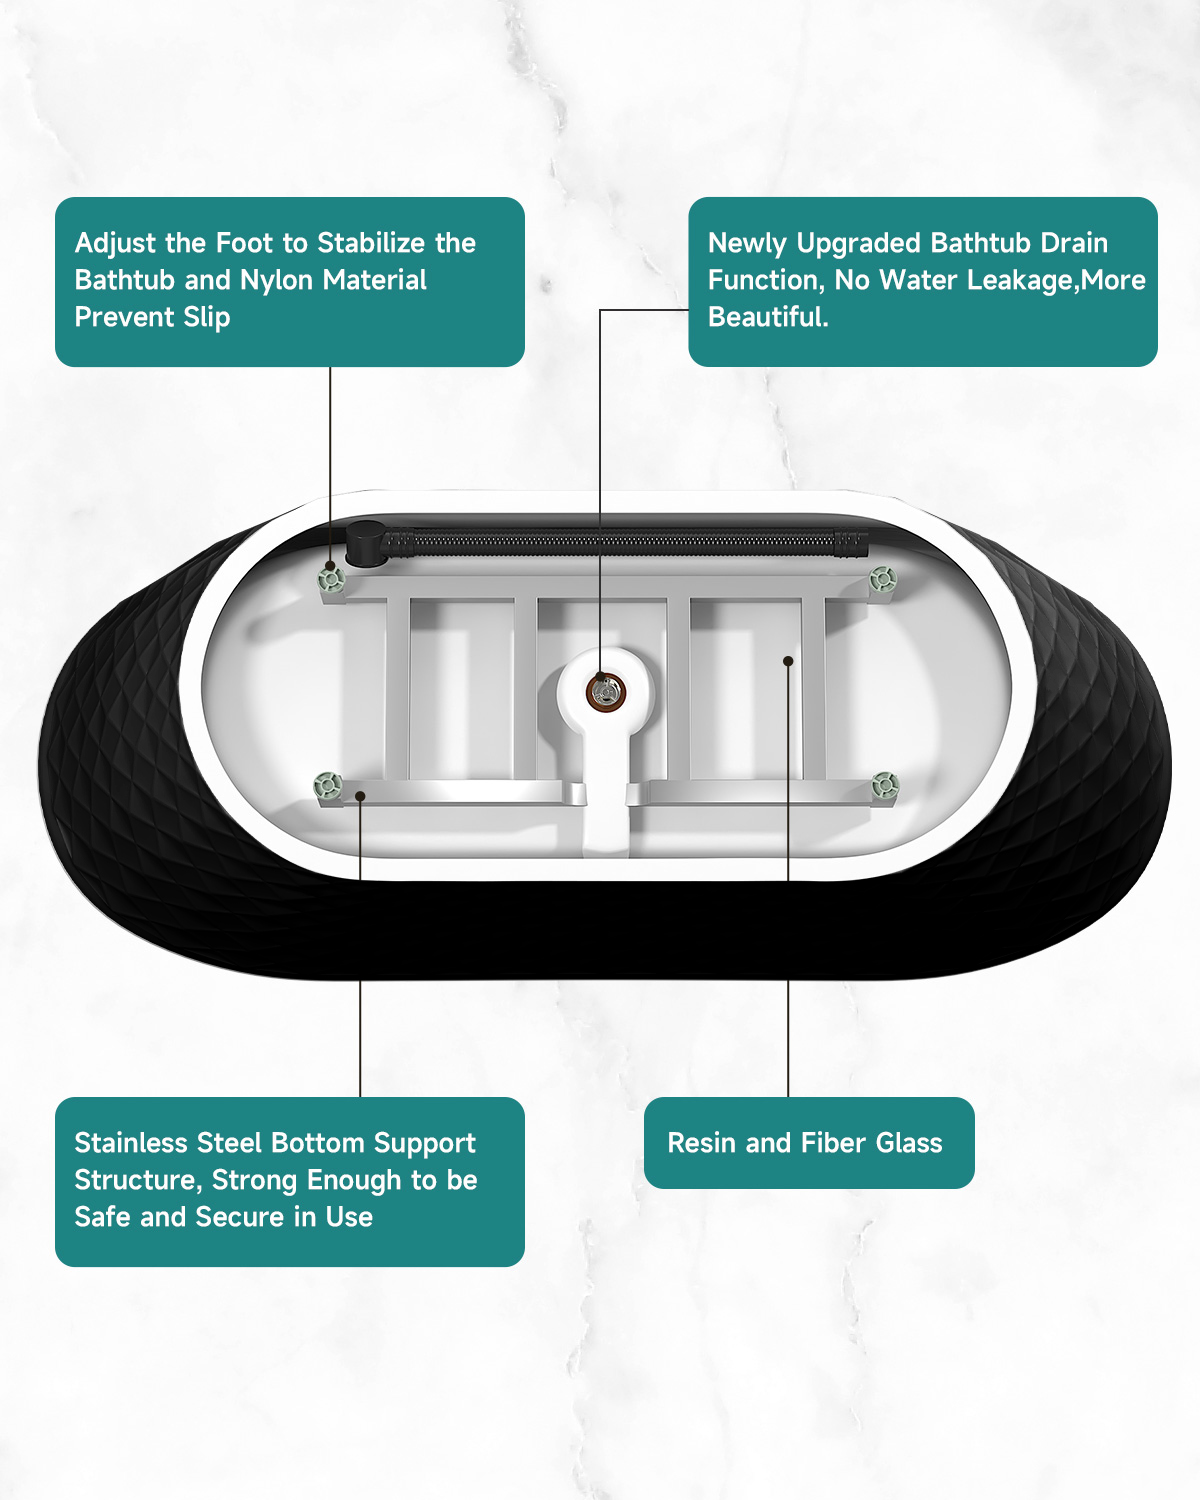 Adjust the Foot to Stabilize the
Bathtub and Nylon Material
Prevent Slip
Newly Upgraded Bathtub Drain
Function, No Water Leakage,More
Beautiful.
Stainless Steel Bottom Support
Structure, Strong Enough to be
Safe and Secure in Use
Resin and Fiber Glass